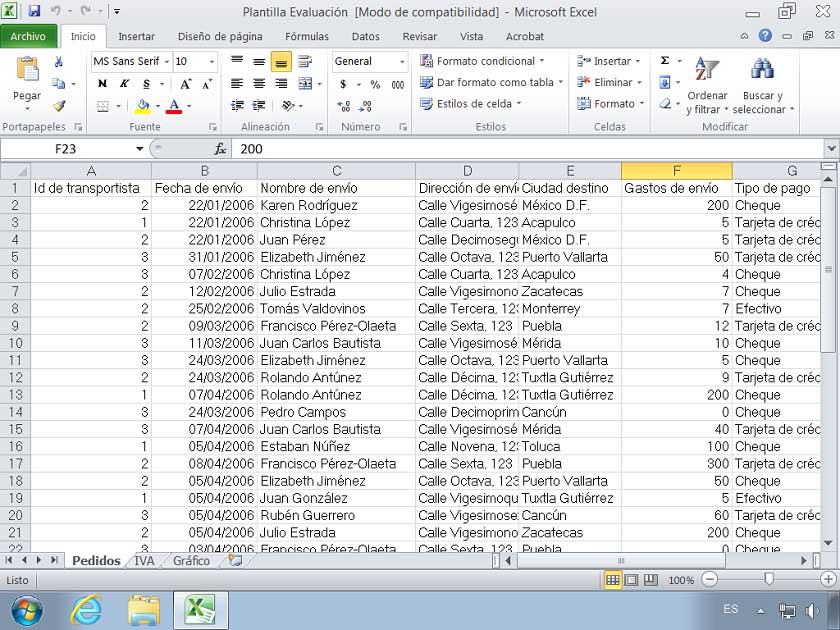 Plantilla Evaluación [Modo de compatibilidad] - Microsoft Excel
Archivo Inicio Insertar Diseño de página Fórmulas Datos Revisar Vista Acrobat
MS Sans Serif 10 General Formato condicional Insertar Σ
Pegar N K S A A $ % 000 Dar formato como tabla Eliminar Ordenar y filtrar Buscar y seleccionar
A Estilos de celda Formato
Portapapeles Fuente Alineación Número Estilos Celdas Modificar
F23 fx 200
A B C D E F G
1 Id de transportista Fecha de envío Nombre de envío Dirección de enví Ciudad destino Gastos de envío Tipo de pago
2 2 22/01/2006 Karen Rodríguez Calle Vigesimosé México D.F. 200 Cheque
3 1 22/01/2006 Christina López Calle Cuarta, 123 Acapulco 5 Tarjeta de créd
4 2 22/01/2006 Juan Pérez Calle Decimosegu México D.F. 5 Tarjeta de créd
5 3 31/01/2006 Elizabeth Jiménez Calle Octava, 123 Puerto Vallarta 50 Tarjeta de créd
6 3 07/02/2006 Christina López Calle Cuarta, 123 Acapulco 4 Cheque
7 2 12/02/2006 Julio Estrada Calle Vigesimono Zacatecas 7 Cheque
8 2 25/02/2006 Tomás Valdovinos Calle Tercera, 123 Monterrey 7 Efectivo
9 2 09/03/2006 Francisco Pérez-Olaeta Calle Sexta, 123 Puebla 12 Tarjeta de créd
10 3 11/03/2006 Juan Carlos Bautista Calle Vigesimosé Mérida 10 Cheque
11 3 24/03/2006 Elizabeth Jiménez Calle Octava, 123 Puerto Vallarta 5 Cheque
12 2 24/03/2006 Rolando Antúnez Calle Décima, 123 Tuxtla Gutiérrez 9 Tarjeta de créd
13 1 07/04/2006 Rolando Antúnez Calle Décima, 123 Tuxtla Gutiérrez 200 Cheque
14 3 24/03/2006 Pedro Campos Calle Decimoprim Cancún 0 Cheque
15 3 07/04/2006 Juan Carlos Bautista Calle Vigesimosé Mérida 40 Tarjeta de créd
16 1 05/04/2006 Estaban Núñez Calle Novena, 123 Toluca 100 Cheque
17 2 08/04/2006 Francisco Pérez-Olaeta Calle Sexta, 123 Puebla 300 Tarjeta de créd
18 2 05/04/2006 Elizabeth Jiménez Calle Octava, 123 Puerto Vallarta 50 Cheque
19 1 05/04/2006 Juan González Calle Vigesimoqu Tuxtla Gutiérrez 5 Efectivo
20 3 05/04/2006 Rubén Guerrero Calle Vigesimosex Cancún 60 Tarjeta de créd
21 2 05/04/2006 Julio Estrada Calle Vigesimono Zacatecas 200 Cheque
22 3 03/04/2006 Francisco Pérez-Olaeta Calle Sexta, 123 Puebla 0 Cheque
Pedidos IVA Gráfico
Listo 100%
ES